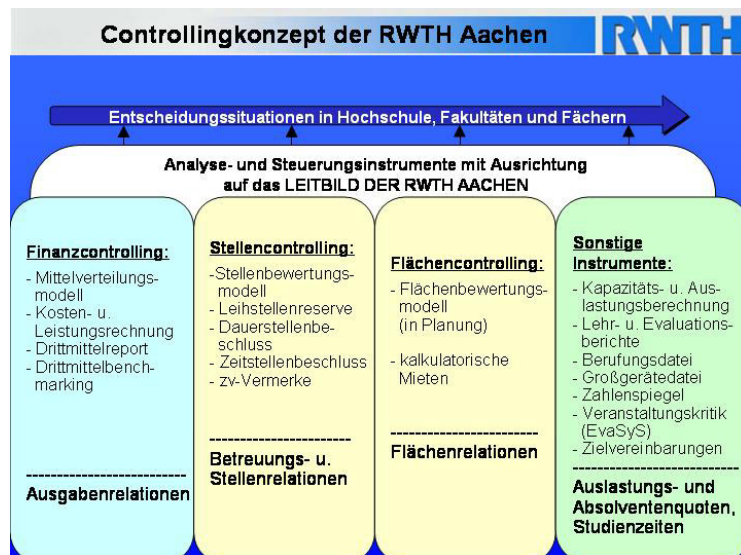 Controllingkonzept der RWTH Aachen
RWTH
Entscheidungssituationen in Hochschule, Fakultäten und Fächern
Analyse- und Steuerungsinstrumente mit Ausrichtung
auf das LEITBILD DER RWTH AACHEN
Finanzcontrolling:
- Mittelverteilungs-
modell
- Kosten- u.
Leistungsrechnung
- Drittmittelreport
- Drittmittelbench-
marking
-------------------------
Ausgabenrelationen
Stellencontrolling:
-Stellenbewertungs-
modell
- Leihstellenreserve
- Dauerstellenbe-
schluss
- Zeitstellenbeschluss
- zv-Vermerke
----------------------
Betreuungs- u.
Stellenrelationen
Flächencontrolling:
- Flächenbewertungs-
modell
(in Planung)
- kalkulatorische
Mieten
-----------------------
Flächenrelationen
Sonstige
Instrumente:
- Kapazitäts- u. Aus-
lastungsberechnung
- Lehr- u. Evaluations-
berichte
- Berufungsdatei
- Großgerätedatei
- Zahlenspiegel
- Veranstaltungskritik
(EvaSyS)
- Zielvereinbarungen
--------------------------
Auslastungs- und
Absolventenquoten,
Studienzeiten